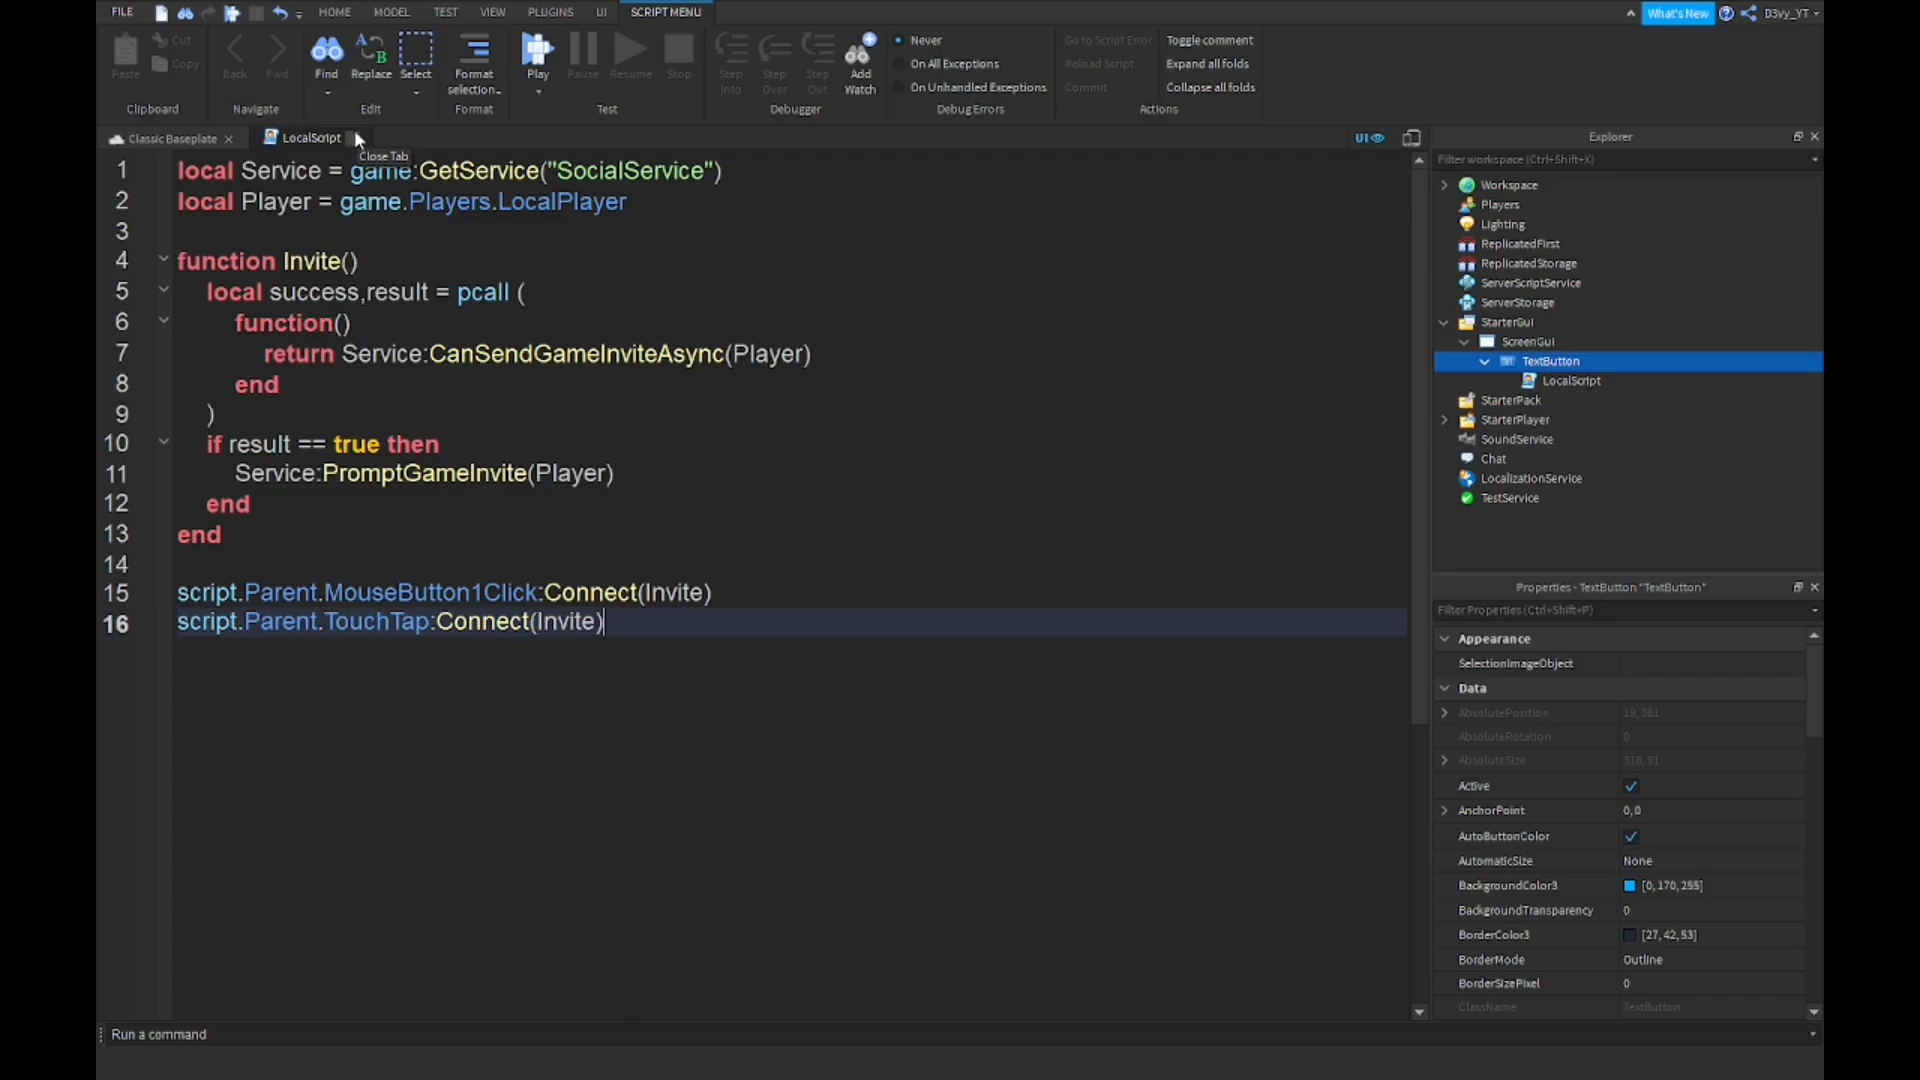 FILE HOME MODEL TEST VIEW PLUGINS UI SCRIPT MENU What's New D3vy_YT
Paste Cut Copy Back Fwd Find Replace Select Format selection Play Pause Resume Stop Step Into Step Over Step Out Add Watch
Never
On All Exceptions
On Unhandled Exceptions
Go to Script Error
Reload Script
Commit
Toggle comment
Expand all folds
Collapse all folds
Clipboard Navigate Edit Format Test Debugger Debug Errors Actions
Classic Baseplate LocalScript UI
Close Tab
1 local Service = game:GetService("SocialService")
2 local Player = game.Players.LocalPlayer
3
4 function Invite()
5 local success,result = pcall (
6 function()
7 return Service:CanSendGameInviteAsync(Player)
8 end
9 )
10 if result == true then
11 Service:PromptGameInvite(Player)
12 end
13 end
14
15 script.Parent.MouseButton1Click:Connect(Invite)
16 script.Parent.TouchTap:Connect(Invite)
Explorer
Filter workspace (Ctrl+Shift+X)
Workspace
Players
Lighting
ReplicatedFirst
ReplicatedStorage
ServerScriptService
ServerStorage
StarterGui
ScreenGui
TextButton
LocalScript
StarterPack
StarterPlayer
SoundService
Chat
LocalizationService
TestService
Properties - TextButton "TextButton"
Filter Properties (Ctrl+Shift+P)
Appearance
SelectionImageObject
Data
AbsolutePosition 19, 361
AbsoluteRotation 0
AbsoluteSize 318, 91
Active
AnchorPoint 0, 0
AutoButtonColor
AutomaticSize None
BackgroundColor3 [0, 170, 255]
BackgroundTransparency 0
BorderColor3 [27, 42, 53]
BorderMode Outline
BorderSizePixel 0
ClassName TextButton
Run a command